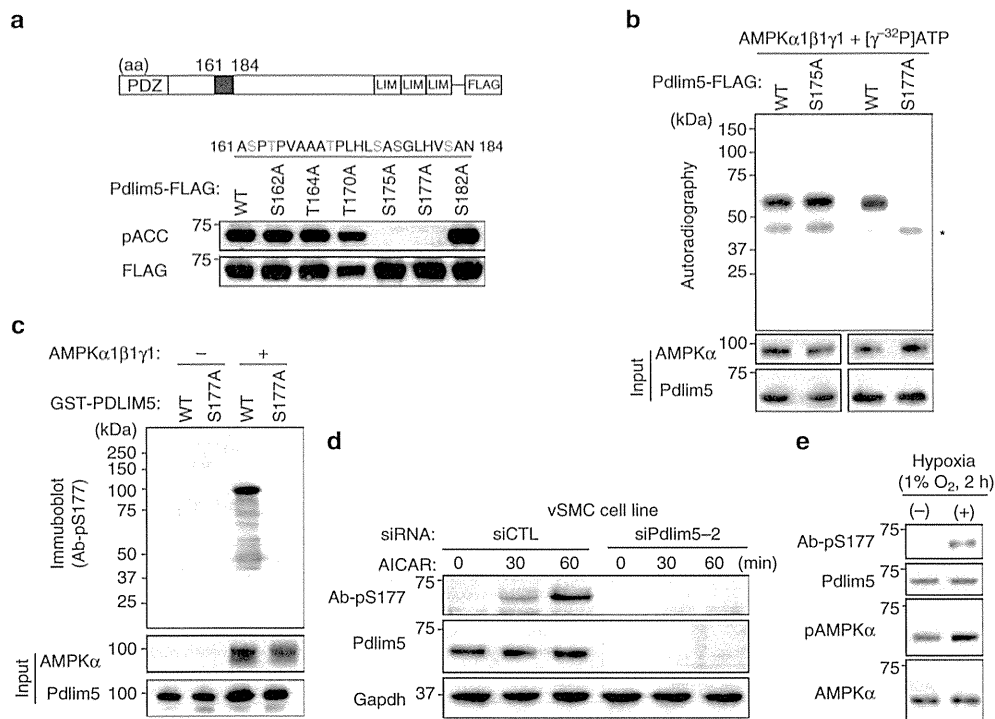 a
(aa) 161 184
PDZ LIM LIM LIM FLAG
161 ASPTPVAAATPLHLSASGLHVSAN 184
Pdlim5-FLAG: WT S162A T164A T170A S175A S177A S182A
75
pACC
75
FLAG
b
AMPKα1β1γ1 + [γ-32P]ATP
Pdlim5-FLAG: WT S175A WT S177A
(kDa)
150
100
75
50
37
25
Autoradiography
*
Input
100
AMPKα
75
Pdlim5
c
AMPKα1β1γ1: – +
GST-PDLIM5: WT S177A WT S177A
(kDa)
250
150
100
75
50
37
25
Immuboblot
(Ab-pS177)
Input
AMPKα 100
Pdlim5 100
d
vSMC cell line
siRNA: siCTL siPdlim5–2
AICAR: 0 30 60 0 30 60 (min)
75
Ab-pS177
75
Pdlim5
Gapdh 37
e
Hypoxia
(1% O2, 2 h)
(–) (+)
75
Ab-pS177
75
Pdlim5
75
pAMPKα
75
AMPKα